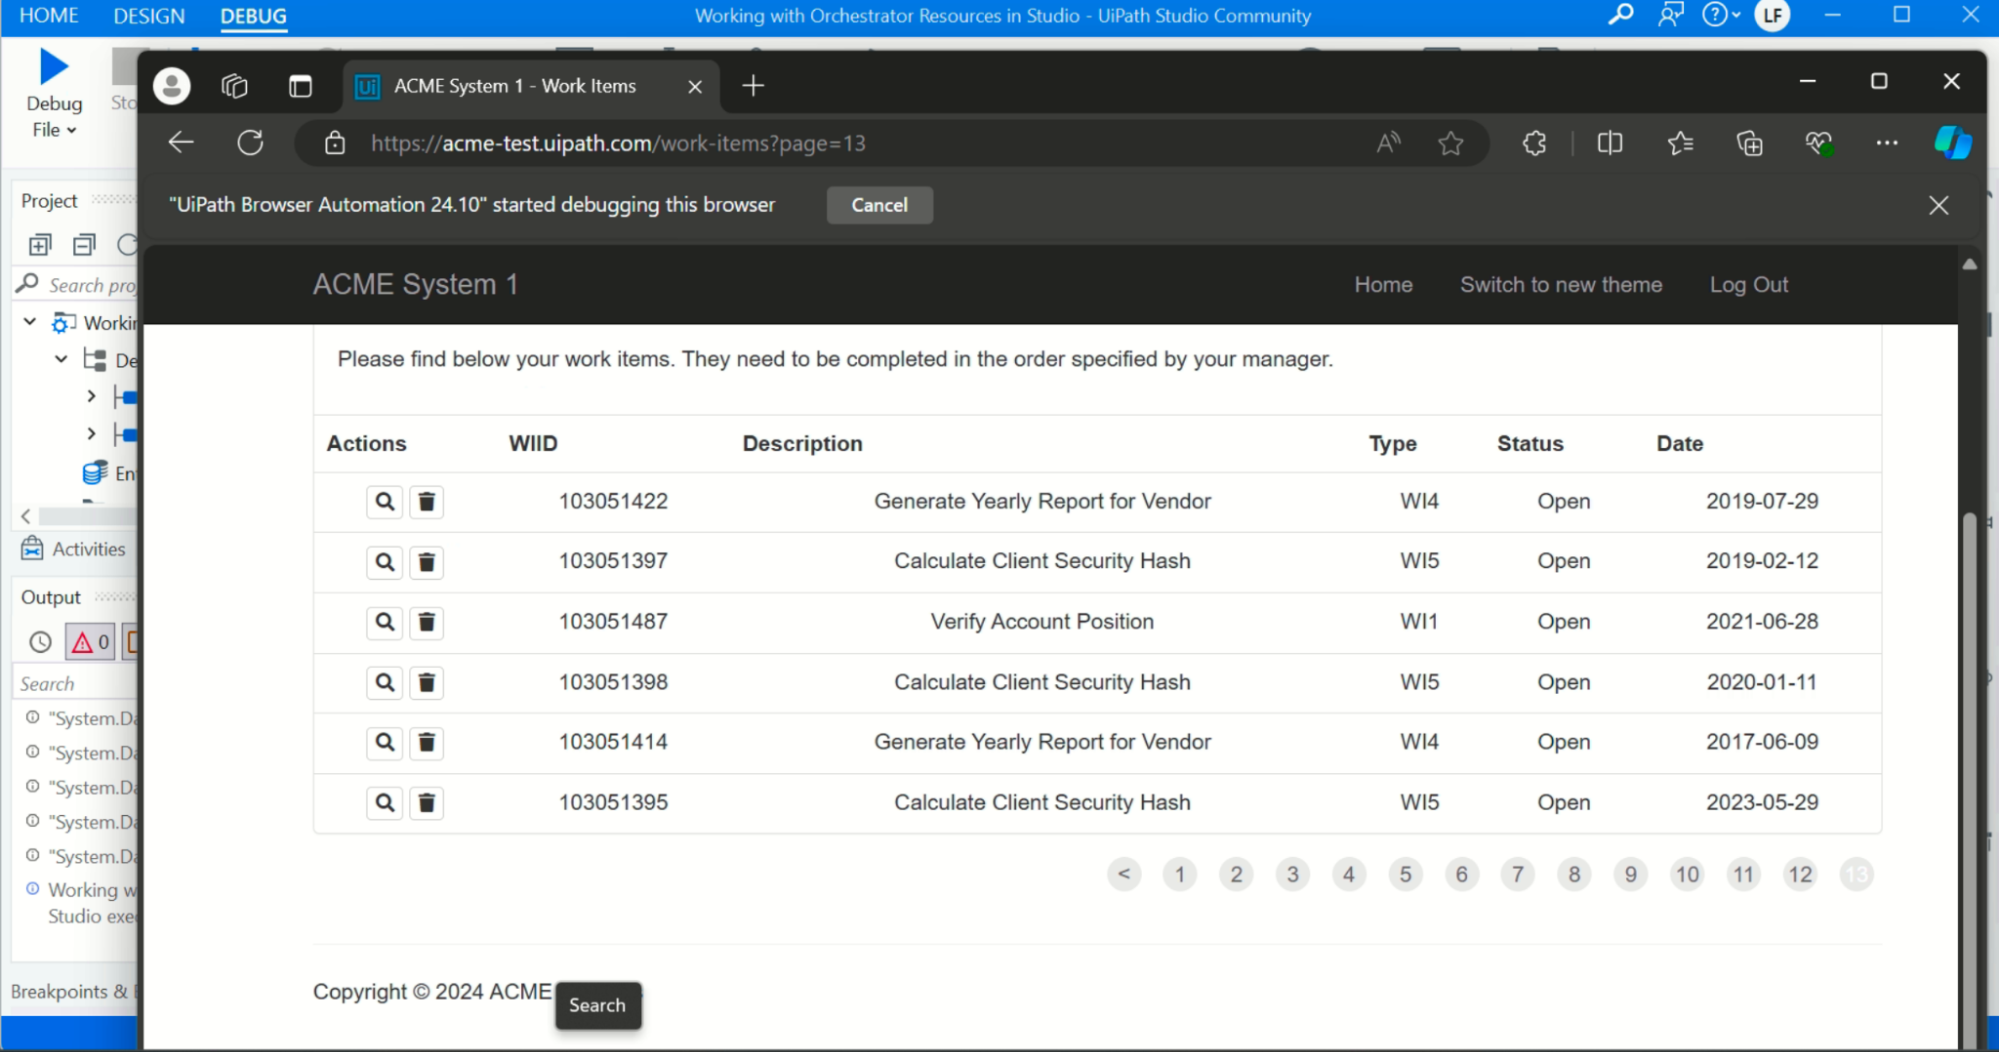 HOME DESIGN DEBUG
Working with Orchestrator Resources in Studio - UiPath Studio Community
LF
Debug
File
Sto
ACME System 1 - Work Items
https://acme-test.uipath.com/work-items?page=13
"UiPath Browser Automation 24.10" started debugging this browser
Cancel
Project
Search proj
Workin
De
En
Activities
Output
0
Search
"System.Da
"System.Da
"System.Da
"System.Da
"System.Da
Working w
Studio exe
Breakpoints &
ACME System 1
Home Switch to new theme Log Out
Please find below your work items. They need to be completed in the order specified by your manager.
Actions WIID Description Type Status Date
103051422 Generate Yearly Report for Vendor WI4 Open 2019-07-29
103051397 Calculate Client Security Hash WI5 Open 2019-02-12
103051487 Verify Account Position WI1 Open 2021-06-28
103051398 Calculate Client Security Hash WI5 Open 2020-01-11
103051414 Generate Yearly Report for Vendor WI4 Open 2017-06-09
103051395 Calculate Client Security Hash WI5 Open 2023-05-29
< 1 2 3 4 5 6 7 8 9 10 11 12 13
Copyright © 2024 ACME
Search